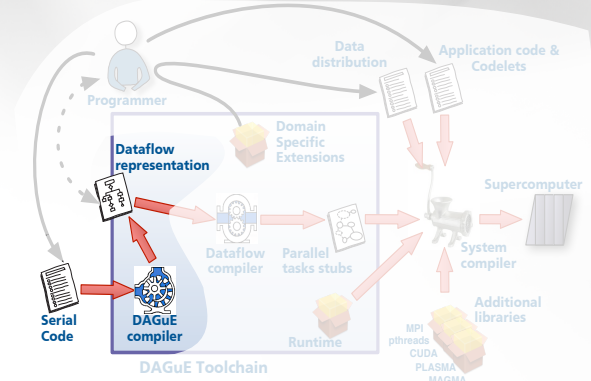 Data
distribution
Application code &
Codelets
Programmer
Domain
Specific
Extensions
Dataflow
representation
Supercomputer
Dataflow
compiler
Parallel
tasks stubs
System
compiler
Serial
Code
DAGuE
compiler
Runtime
Additional
libraries
MPI
pthreads
CUDA
PLASMA
MAGMA
DAGuE Toolchain